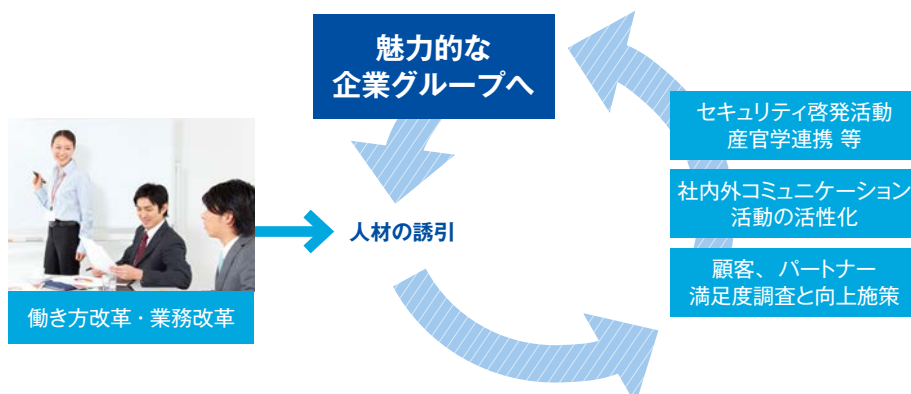 魅力的な
企業グループへ
セキュリティ啓発活動
産官学連携 等
社内外コミュニケーション
活動の活性化
人材の誘引
顧客、パートナー
満足度調査と向上施策
働き方改革・業務改革